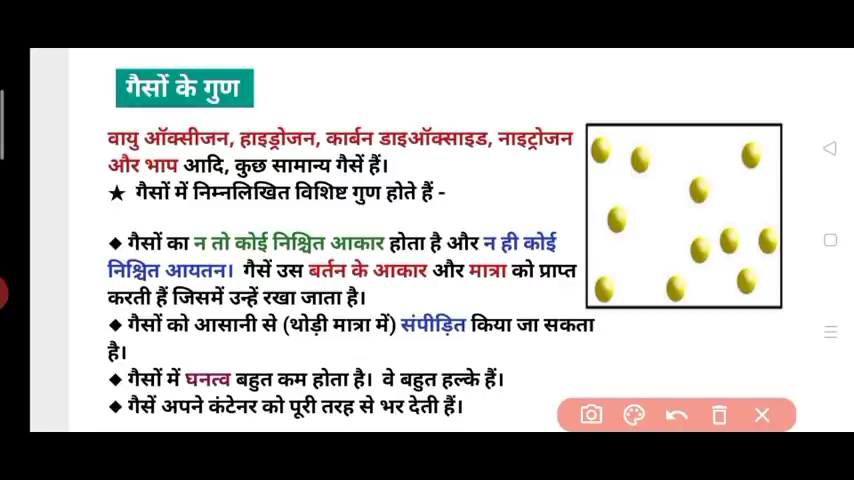 गैसों के गुण
वायु ऑक्सीजन, हाइड्रोजन, कार्बन डाइऑक्साइड, नाइट्रोजन
और भाप आदि, कुछ सामान्य गैसें हैं।
★ गैसों में निम्नलिखित विशिष्ट गुण होते हैं -
◆ गैसों का न तो कोई निश्चित आकार होता है और न ही कोई
निश्चित आयतन। गैसें उस बर्तन के आकार और मात्रा को प्राप्त
करती हैं जिसमें उन्हें रखा जाता है।
◆ गैसों को आसानी से (थोड़ी मात्रा में) संपीड़ित किया जा सकता
है।
◆ गैसों में घनत्व बहुत कम होता है। वे बहुत हल्के हैं।
◆ गैसें अपने कंटेनर को पूरी तरह से भर देती हैं।